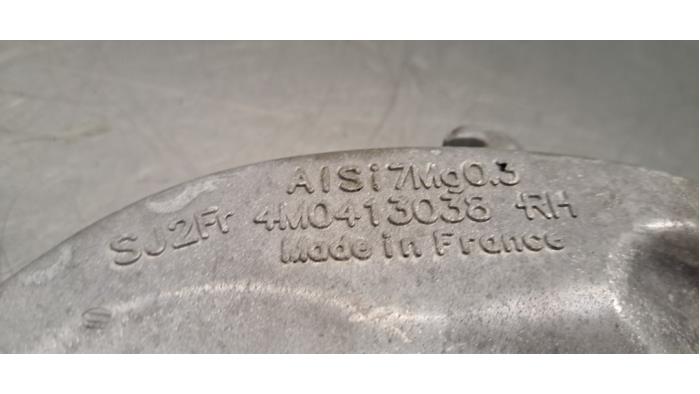 AlSi7Mg0.3
SJ2Fr 4M0413038 RH
Made in France